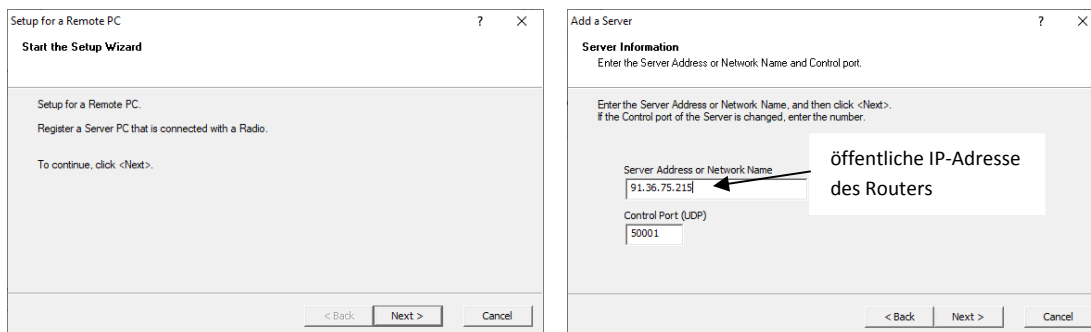 Setup for a Remote PC
?
×
Start the Setup Wizard
Setup for a Remote PC.
Register a Server PC that is connected with a Radio.
To continue, click <Next>.
< Back
Next >
Cancel
Add a Server
?
×
Server Information
Enter the Server Address or Network Name and Control port.
Enter the Server Address or Network Name, and then click <Next>.
If the Control port of the Server is changed, enter the number.
Server Address or Network Name
91.36.75.215
öffentliche IP-Adresse
des Routers
Control Port (UDP)
50001
< Back
Next >
Cancel